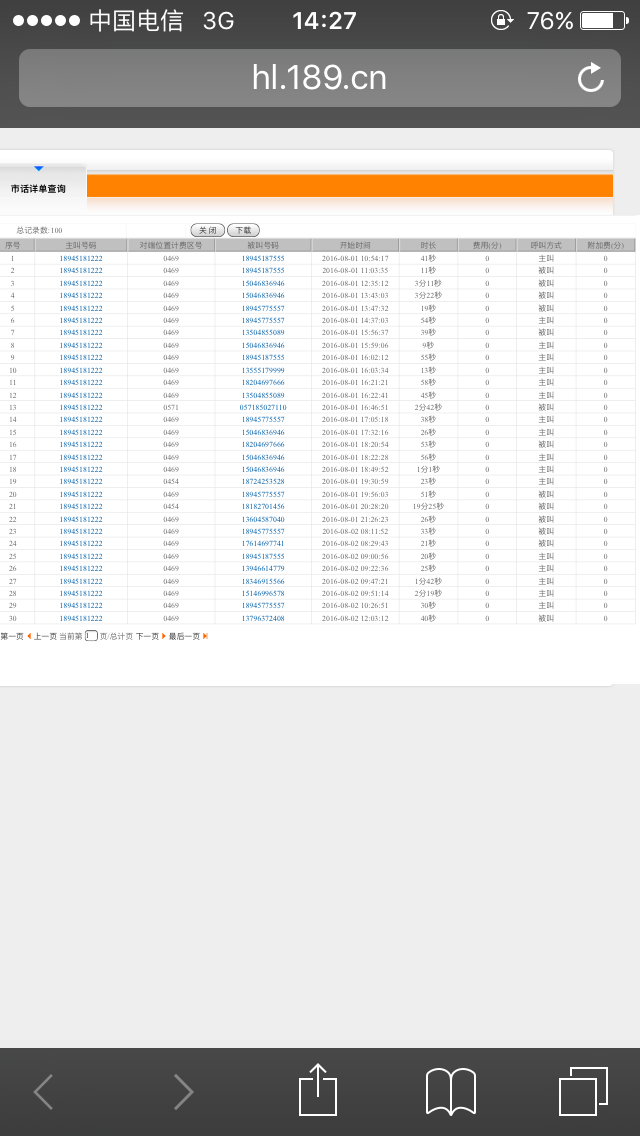 中国电信 3G 14:27 76%
hl.189.cn
市话详单查询
总记录数:100 关 闭 下载
序号 主叫号码 对端位置计费区号 被叫号码 开始时间 时长 费用(分) 呼叫方式 附加费(分)
1 18945181222 0469 18945187555 2016-08-01 10:54:17 41秒 0 主叫 0
2 18945181222 0469 18945187555 2016-08-01 11:03:35 11秒 0 被叫 0
3 18945181222 0469 15046836946 2016-08-01 12:35:12 3分11秒 0 主叫 0
4 18945181222 0469 15046836946 2016-08-01 13:43:03 3分22秒 0 被叫 0
5 18945181222 0469 18945775557 2016-08-01 13:47:32 19秒 0 被叫 0
6 18945181222 0469 18945775557 2016-08-01 14:37:03 54秒 0 主叫 0
7 18945181222 0469 13504855089 2016-08-01 15:56:37 39秒 0 被叫 0
8 18945181222 0469 15046836946 2016-08-01 15:59:06 9秒 0 主叫 0
9 18945181222 0469 18945187555 2016-08-01 16:02:12 55秒 0 主叫 0
10 18945181222 0469 13555179999 2016-08-01 16:03:34 13秒 0 主叫 0
11 18945181222 0469 18204697666 2016-08-01 16:21:21 58秒 0 主叫 0
12 18945181222 0469 13504855089 2016-08-01 16:22:41 45秒 0 主叫 0
13 18945181222 0571 057185027110 2016-08-01 16:46:51 2分42秒 0 被叫 0
14 18945181222 0469 18945775557 2016-08-01 17:05:18 38秒 0 主叫 0
15 18945181222 0469 15046836946 2016-08-01 17:32:16 26秒 0 主叫 0
16 18945181222 0469 18204697666 2016-08-01 18:20:54 53秒 0 被叫 0
17 18945181222 0469 15046836946 2016-08-01 18:22:28 56秒 0 主叫 0
18 18945181222 0469 15046836946 2016-08-01 18:49:52 1分1秒 0 主叫 0
19 18945181222 0454 18724253528 2016-08-01 19:30:59 23秒 0 主叫 0
20 18945181222 0469 18945775557 2016-08-01 19:56:03 51秒 0 被叫 0
21 18945181222 0454 18182701456 2016-08-01 20:28:20 19分25秒 0 被叫 0
22 18945181222 0469 13604587040 2016-08-01 21:26:23 26秒 0 被叫 0
23 18945181222 0469 18945775557 2016-08-02 08:11:52 33秒 0 被叫 0
24 18945181222 0469 17614697741 2016-08-02 08:29:43 21秒 0 被叫 0
25 18945181222 0469 18945187555 2016-08-02 09:00:56 20秒 0 主叫 0
26 18945181222 0469 13946614779 2016-08-02 09:22:36 25秒 0 主叫 0
27 18945181222 0469 18346915566 2016-08-02 09:47:21 1分42秒 0 主叫 0
28 18945181222 0469 15146996578 2016-08-02 09:51:14 2分19秒 0 主叫 0
29 18945181222 0469 18945775557 2016-08-02 10:26:51 30秒 0 主叫 0
30 18945181222 0469 13796372408 2016-08-02 12:03:12 40秒 0 被叫 0
第一页 上一页 当前第 1 页/总计页 下一页 最后一页